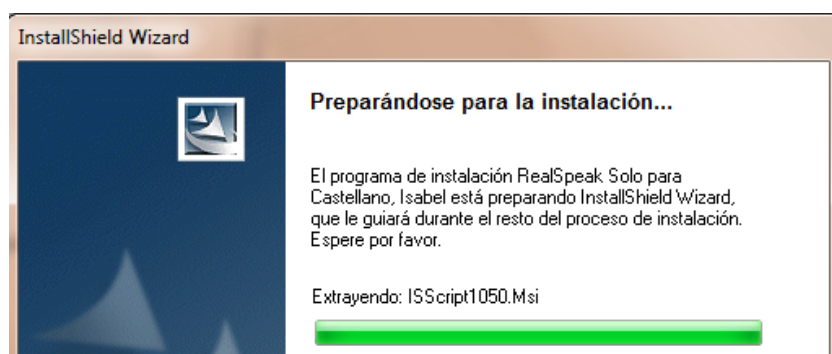 InstallShield Wizard
Preparándose para la instalación...
El programa de instalación RealSpeak Solo para
Castellano, Isabel está preparando InstallShield Wizard,
que le guiará durante el resto del proceso de instalación.
Espere por favor.
Extrayendo: ISScript1050.Msi